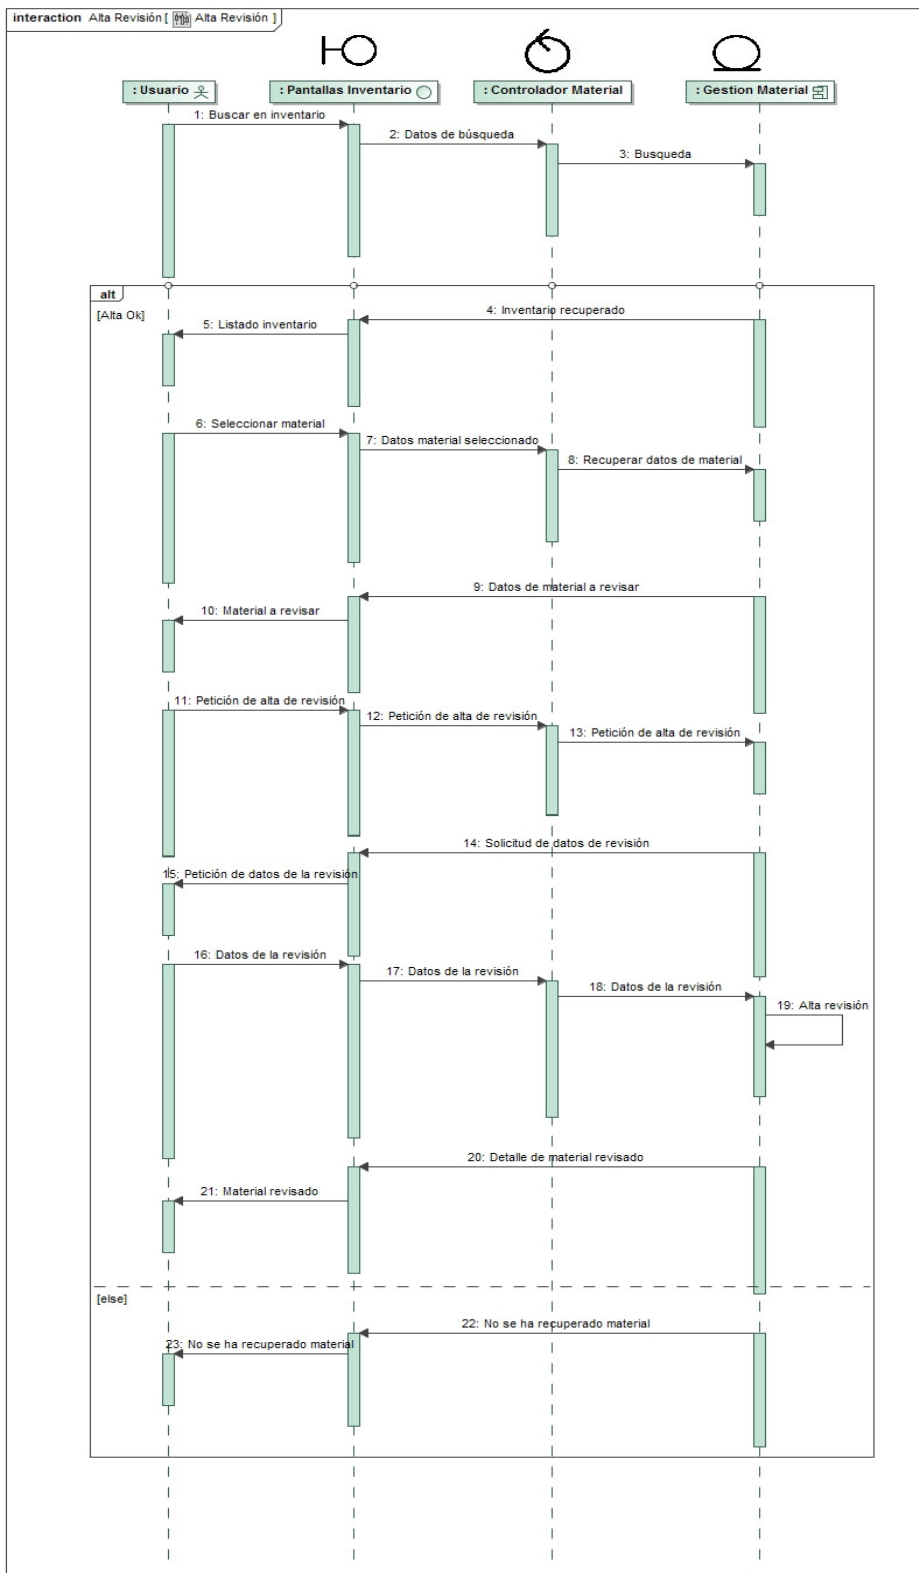 interaction Alta Revisión [ Alta Revisión ]
: Usuario
: Pantallas Inventario
: Controlador Material
: Gestion Material
1: Buscar en inventario
2: Datos de búsqueda
3: Busqueda
alt
[Alta Ok]
4: Inventario recuperado
5: Listado inventario
6: Seleccionar material
7: Datos material seleccionado
8: Recuperar datos de material
9: Datos de material a revisar
10: Material a revisar
11: Petición de alta de revisión
12: Petición de alta de revisión
13: Petición de alta de revisión
14: Solicitud de datos de revisión
15: Petición de datos de la revisión
16: Datos de la revisión
17: Datos de la revisión
18: Datos de la revisión
19: Alta revisión
20: Detalle de material revisado
21: Material revisado
[else]
22: No se ha recuperado material
23: No se ha recuperado material